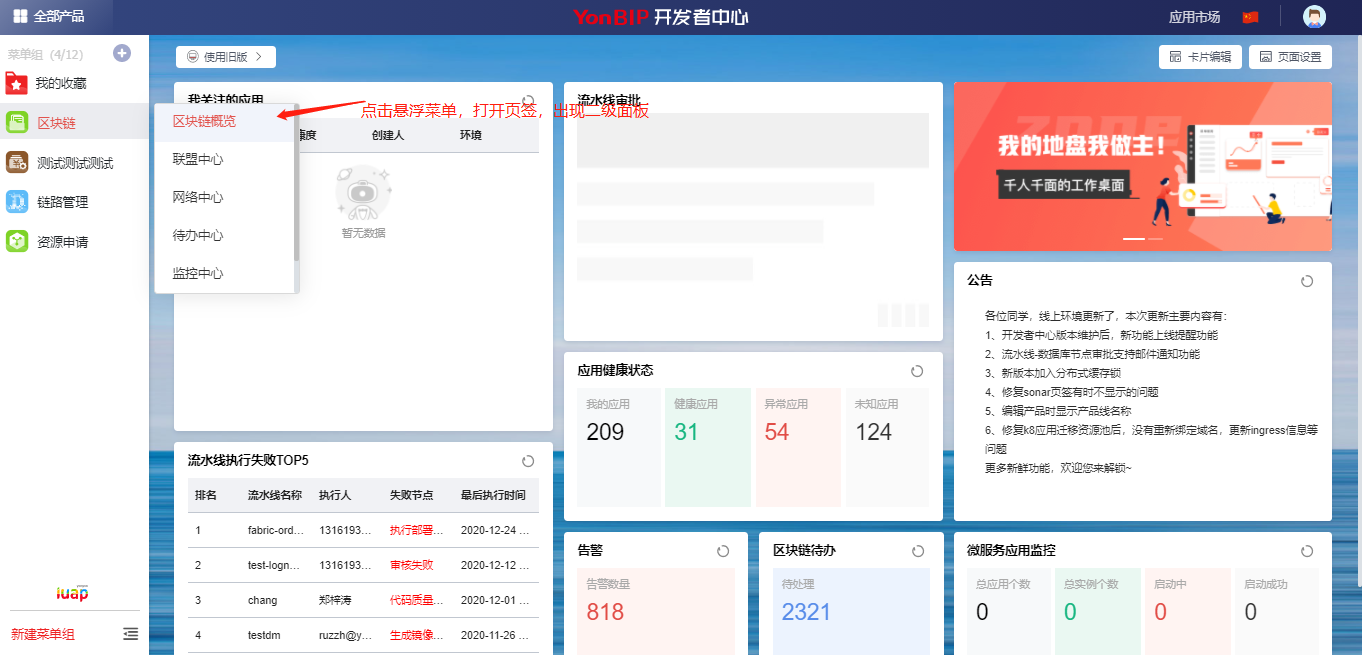 全部产品
YonBIP 开发者中心
应用市场
菜单组 (4/12)
我的收藏
区块链
测试测试测试
链路管理
资源申请
iuap
新建菜单组
使用旧版
卡片编辑
页面设置
我关注的应用
创建人
环境
暂无数据
区块链概览
联盟中心
网络中心
待办中心
监控中心
点击悬浮菜单，打开页签，出现二级面板
流水线审批
我的地盘我做主！
千人千面的工作桌面
公告
各位同学，线上环境更新了，本次更新主要内容有：
1、开发者中心版本维护后，新功能上线提醒功能
2、流水线-数据库节点审批支持邮件通知功能
3、新版本加入分布式缓存锁
4、修复sonar页签有时不显示的问题
5、编辑产品时显示产品线名称
6、修复k8应用迁移资源池后，没有重新绑定域名，更新ingress信息等
问题
更多新鲜功能，欢迎您来解锁~
应用健康状态
我的应用 健康应用 异常应用 未知应用
209 31 54 124
流水线执行失败TOP5
排名 流水线名称 执行人 失败节点 最后执行时间
1 fabric-ord... 1316193... 执行部署... 2020-12-24 ...
2 test-logn... 1316193... 审核失败 2020-12-12 ...
3 chang 郑梓涛 代码质量... 2020-12-01 ...
4 testdm ruzzh@y... 生成镜像... 2020-11-26 ...
告警
告警数量
818
区块链待办
待处理
2321
微服务应用监控
总应用个数 总实例个数 启动中 启动成功
0 0 0 0